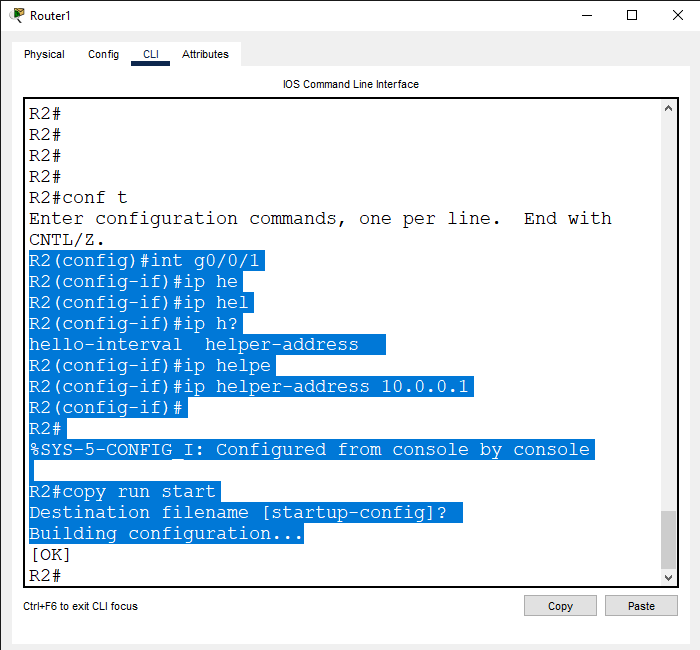 Router1
Physical Config CLI Attributes
IOS Command Line Interface
R2#
R2#
R2#
R2#
R2#conf t
Enter configuration commands, one per line.  End with
CNTL/Z.
R2(config)#int g0/0/1
R2(config-if)#ip he
R2(config-if)#ip hel
R2(config-if)#ip h?
hello-interval  helper-address
R2(config-if)#ip helpe
R2(config-if)#ip helper-address 10.0.0.1
R2(config-if)#
R2#
%SYS-5-CONFIG_I: Configured from console by console
R2#copy run start
Destination filename [startup-config]?
Building configuration...
[OK]
R2#
Ctrl+F6 to exit CLI focus
Copy Paste